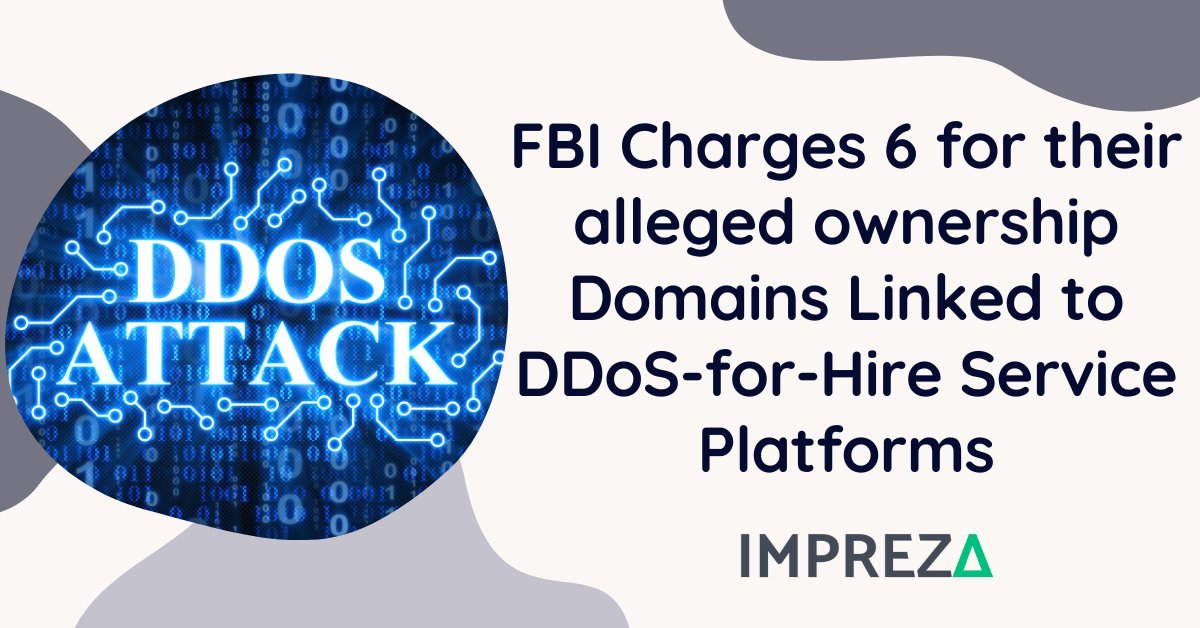 DDOS
ATTACK
FBI Charges 6 for their
alleged ownership
Domains Linked to
DDoS-for-Hire Service
Platforms
IMPREZA